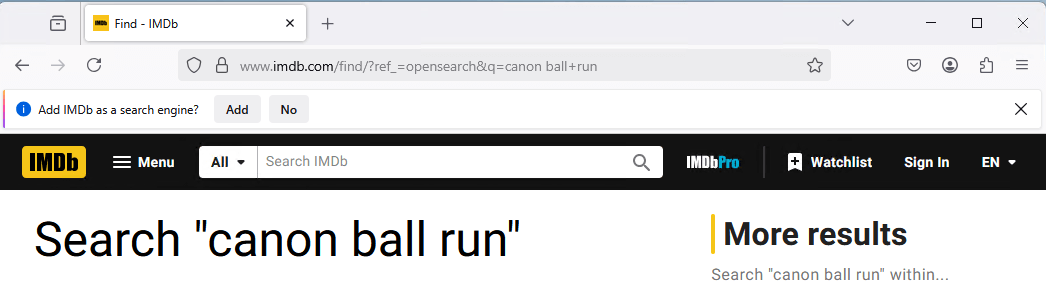 Find - IMDb
www.imdb.com/find/?ref_=opensearch&q=canon ball+run
Add IMDb as a search engine? Add No
IMDb Menu All Search IMDb IMDbPro Watchlist Sign In EN
Search "canon ball run"
More results
Search "canon ball run" within...